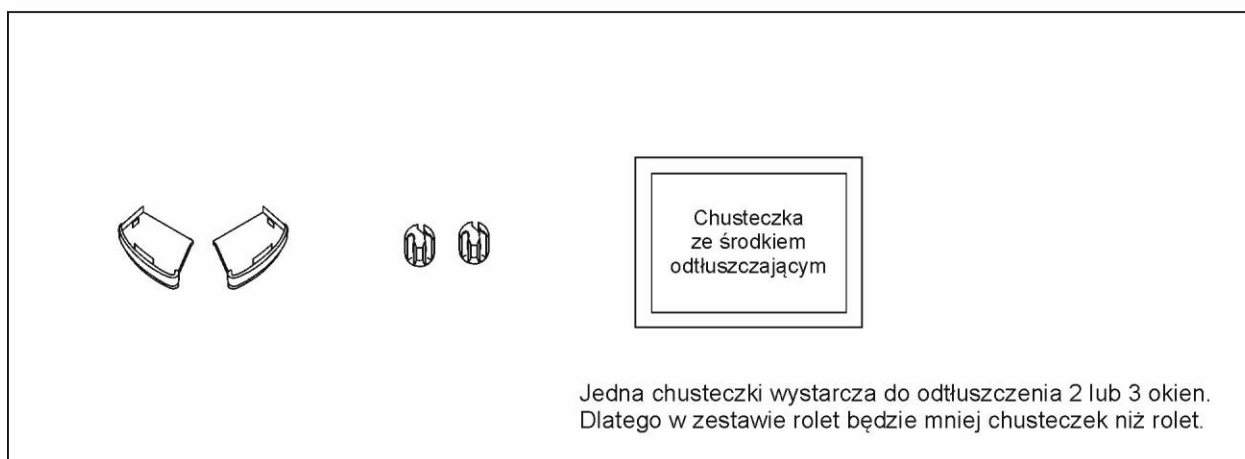 Chusteczka
ze środkiem
odtłuszczającym
Jedna chusteczki wystarcza do odtłuszczenia 2 lub 3 okien.
Dlatego w zestawie rolet będzie mniej chusteczek niż rolet.